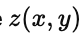 z(x, y)